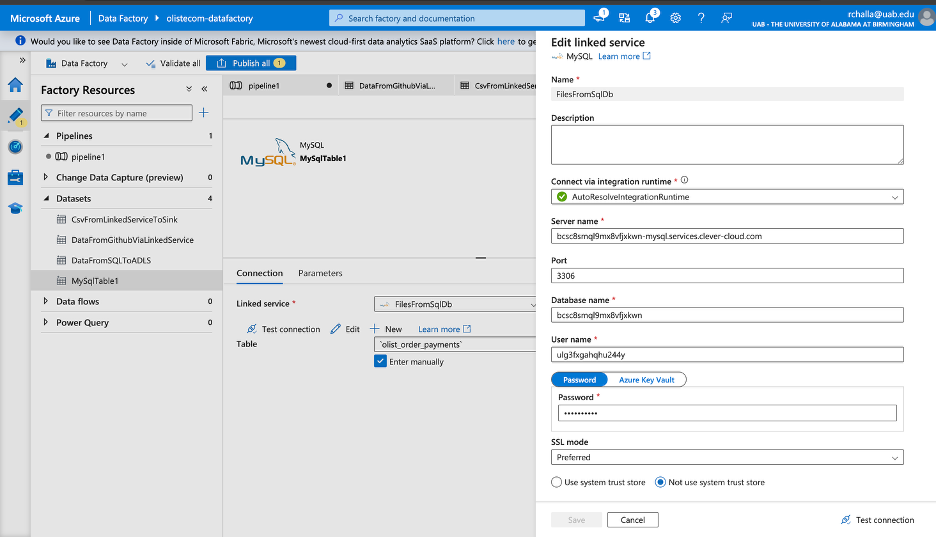 Microsoft Azure Data Factory olistecom-datafactory Search factory and documentation 1 3 rchalla@uab.edu
UAB - THE UNIVERSITY OF ALABAMA AT BIRMINGHAM
Would you like to see Data Factory inside of Microsoft Fabric, Microsoft's newest cloud-first data analytics SaaS platform? Click here to ge
Data Factory Validate all Publish all 1
Factory Resources
Filter resources by name
Pipelines 1
pipeline1
Change Data Capture (preview) 0
Datasets 4
CsvFromLinkedServiceToSink
DataFromGithubViaLinkedService
DataFromSQLToADLS
MySqlTable1
Data flows 0
Power Query 0
pipeline1 DataFromGithubViaL... CsvFromLinkedSer
MySQL
MySQL
MySqlTable1
Connection Parameters
Linked service *
FilesFromSqlDb
Test connection Edit New Learn more
Table
`olist_order_payments`
Enter manually
Edit linked service
MySQL Learn more
Name *
FilesFromSqlDb
Description
Connect via integration runtime *
AutoResolveIntegrationRuntime
Server name *
bcsc8smql9mx8vfjxkwn-mysql.services.clever-cloud.com
Port
3306
Database name *
bcsc8smql9mx8vfjxkwn
User name *
ulg3fxgahqhu244y
Password Azure Key Vault
Password *
••••••••••
SSL mode
Preferred
Use system trust store Not use system trust store
Save Cancel Test connection